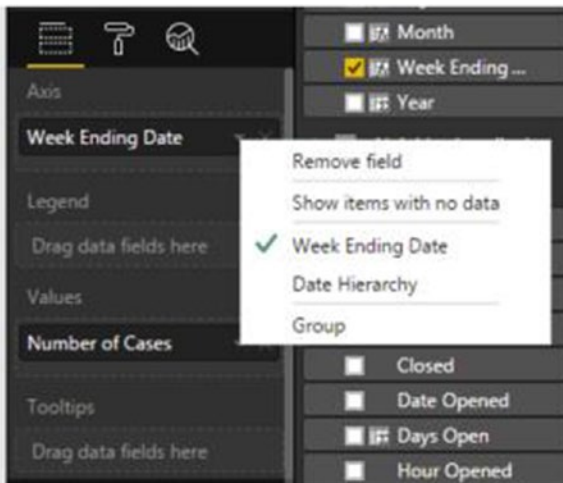 Axis
Week Ending Date
Legend
Drag data fields here
Values
Number of Cases
Tooltips
Drag data fields here
Remove field
Show items with no data
Week Ending Date
Date Hierarchy
Group
Month
Week Ending ...
Year
Closed
Date Opened
Days Open
Hour Opened